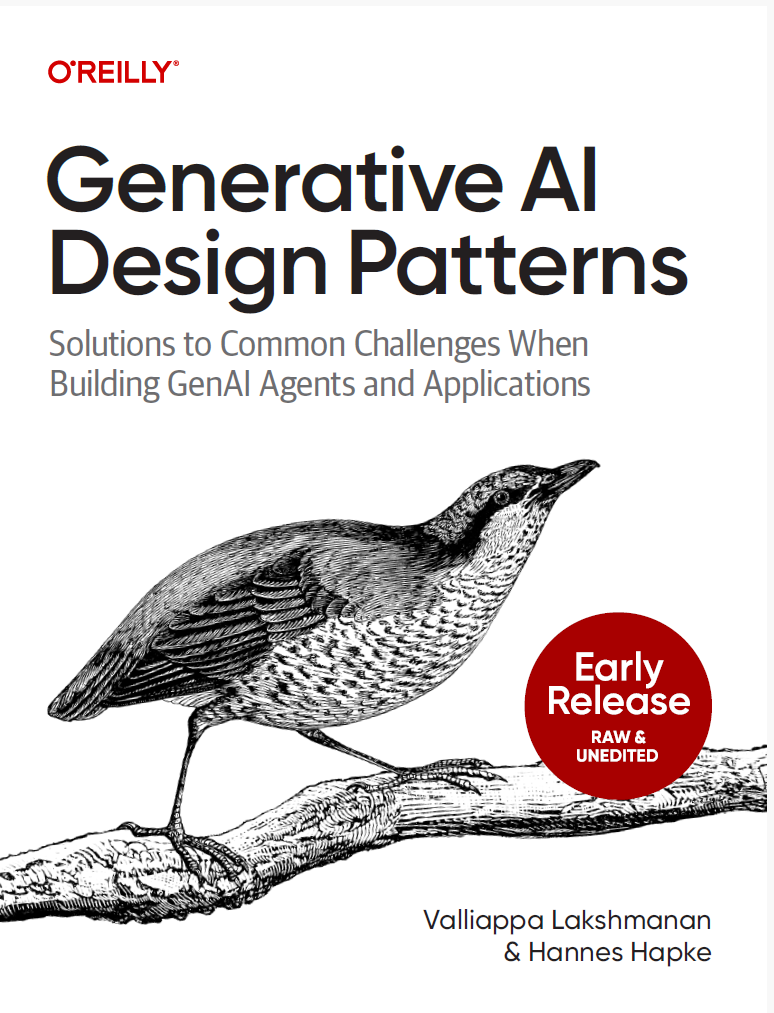 O'REILLY®
Generative AI
Design Patterns
Solutions to Common Challenges When
Building GenAI Agents and Applications
Early
Release
RAW &
UNEDITED
Valliappa Lakshmanan
& Hannes Hapke